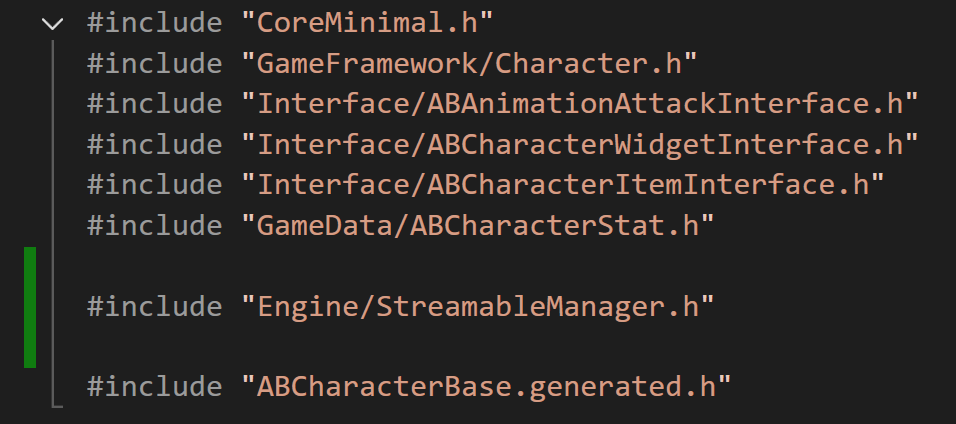 #include "CoreMinimal.h"
#include "GameFramework/Character.h"
#include "Interface/ABAnimationAttackInterface.h"
#include "Interface/ABCharacterWidgetInterface.h"
#include "Interface/ABCharacterItemInterface.h"
#include "GameData/ABCharacterStat.h"
#include "Engine/StreamableManager.h"
#include "ABCharacterBase.generated.h"